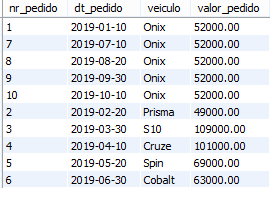 nr_pedido dt_pedido veiculo valor_pedido
1 2019-01-10 Onix 52000.00
7 2019-07-10 Onix 52000.00
8 2019-08-20 Onix 52000.00
9 2019-09-30 Onix 52000.00
10 2019-10-10 Onix 52000.00
2 2019-02-20 Prisma 49000.00
3 2019-03-30 S10 109000.00
4 2019-04-10 Cruze 101000.00
5 2019-05-20 Spin 69000.00
6 2019-06-30 Cobalt 63000.00